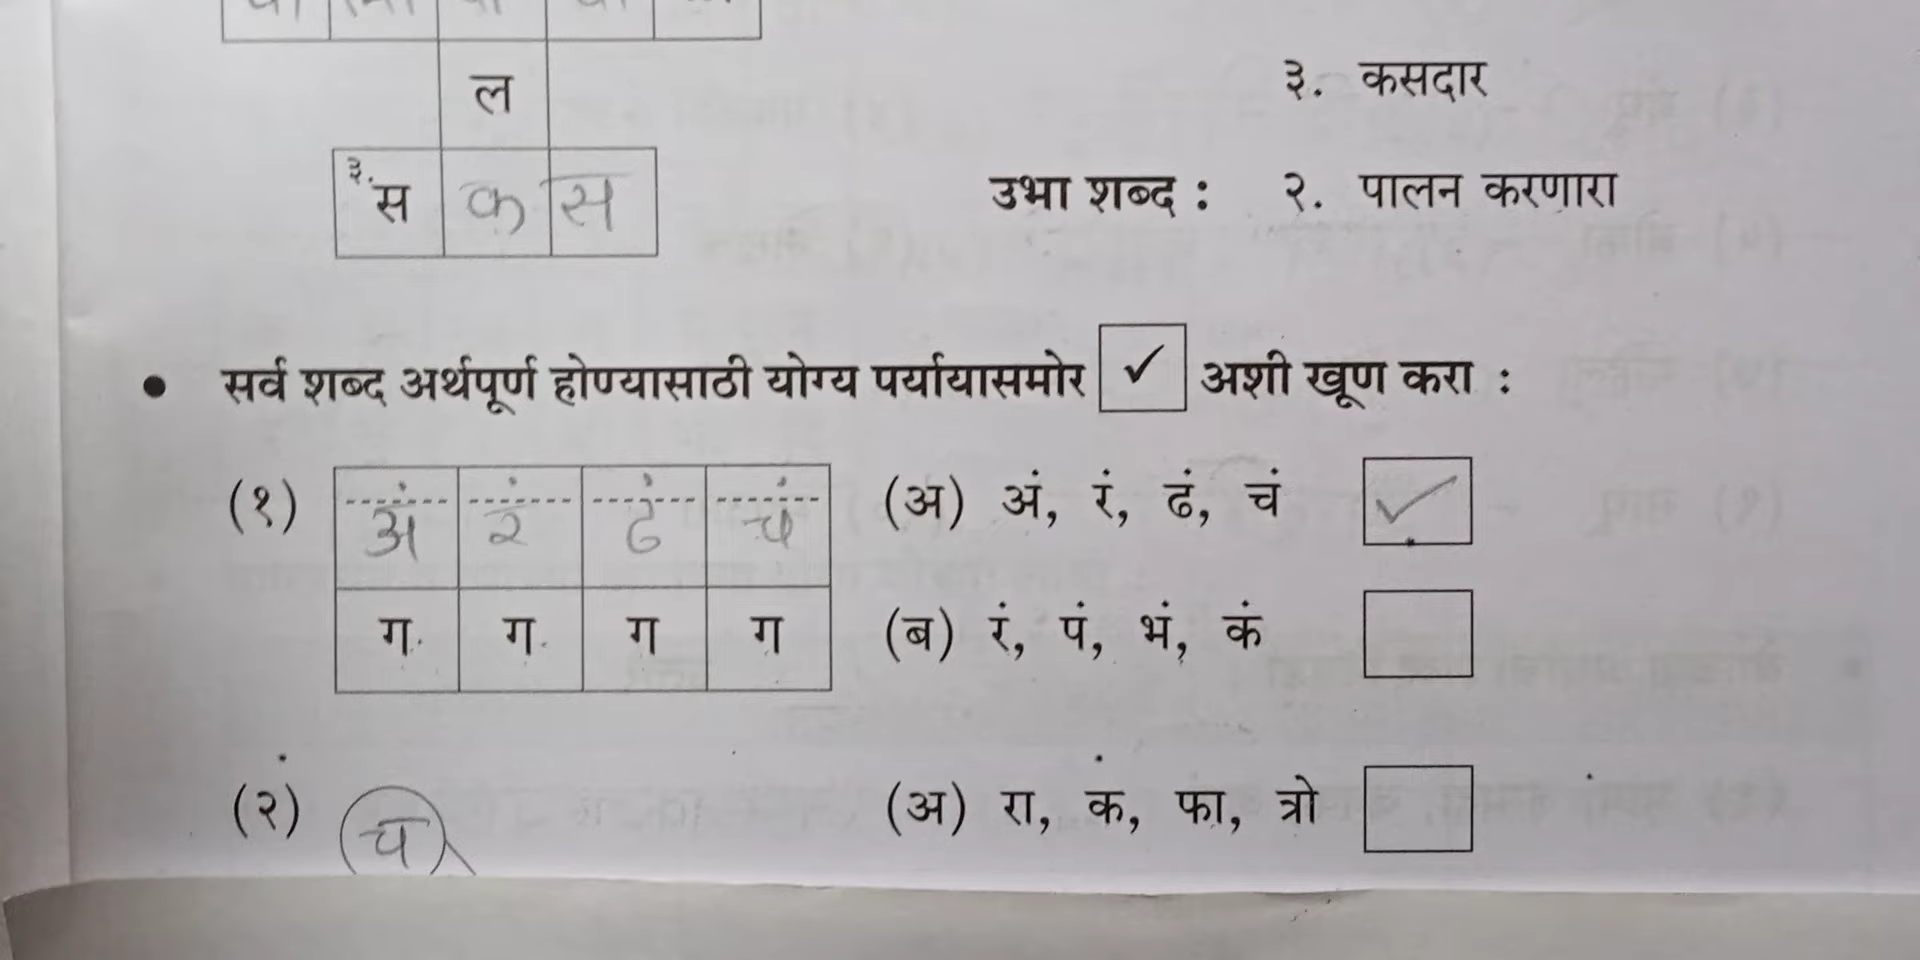 ल
३. कसदार
३. स क स
उभा शब्द : २. पालन करणारा
• सर्व शब्द अर्थपूर्ण होण्यासाठी योग्य पर्यायासमोर ✓ अशी खूण करा :
(१) अं रं ढं चं (अ) अं, रं, ढं, चं ✓
ग ग ग ग (ब) रं, पं, भं, कं
(२) च (अ) रा, क, फा, त्रो